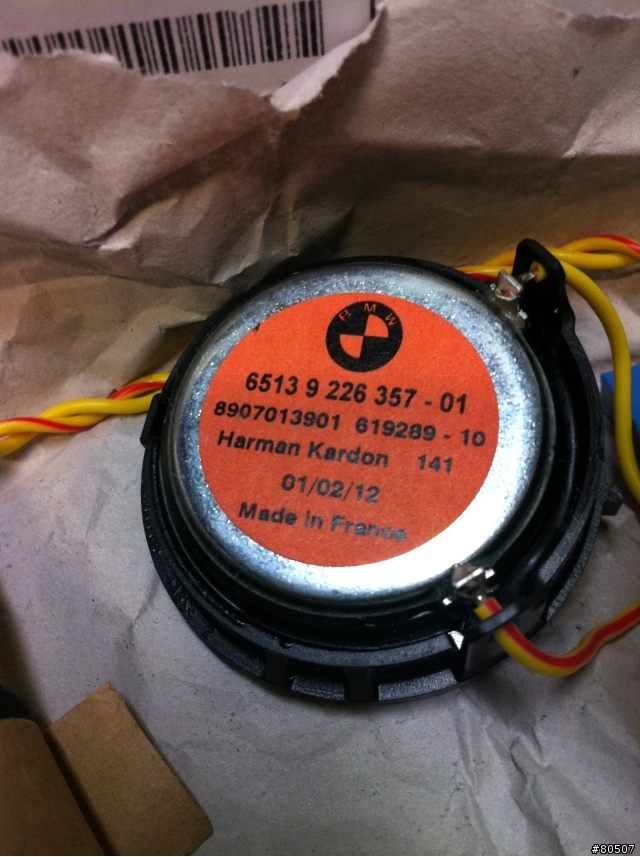 BMW
6513 9 226 357 - 01
8907013901 619289 - 10
Harman Kardon 141
01/02/12
Made in France
#80507